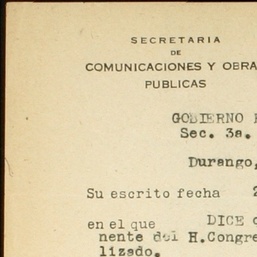 SECRETARIA
DE
COMUNICACIONES Y OBRA
PUBLICAS
GOBIERNO
Sec. 3a.
Durango,
Su escrito fecha 2
en el que DICE
nente del H.Congre
lizado.